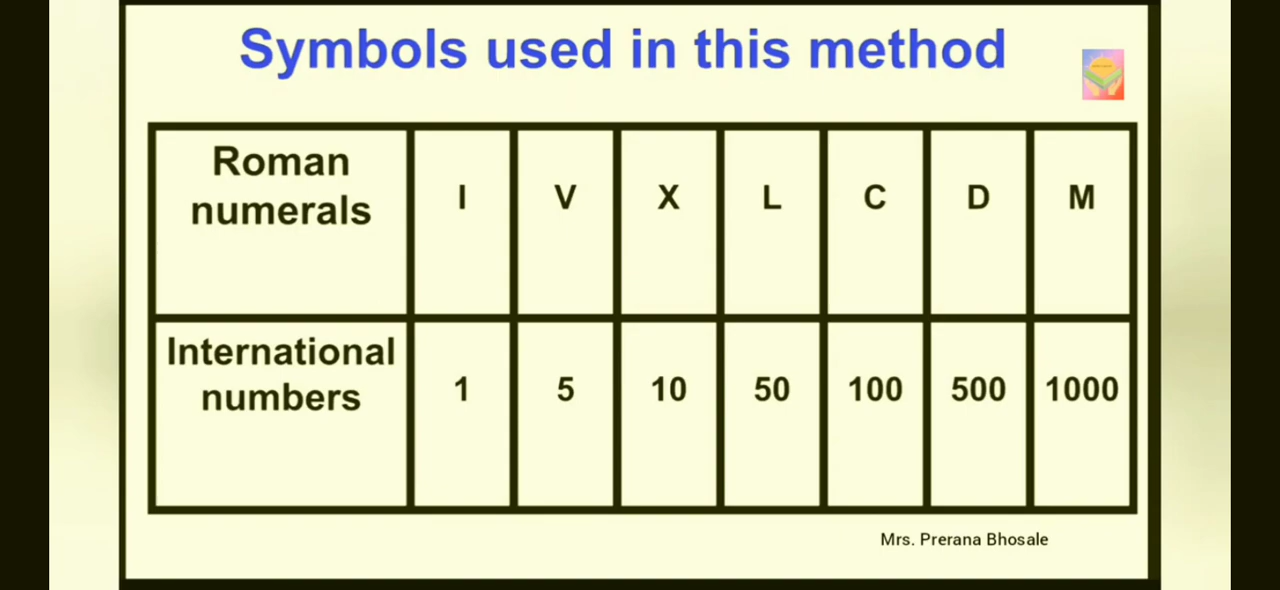 Symbols used in this method
Roman numerals I V X L C D M
International numbers 1 5 10 50 100 500 1000
Mrs. Prerana Bhosale